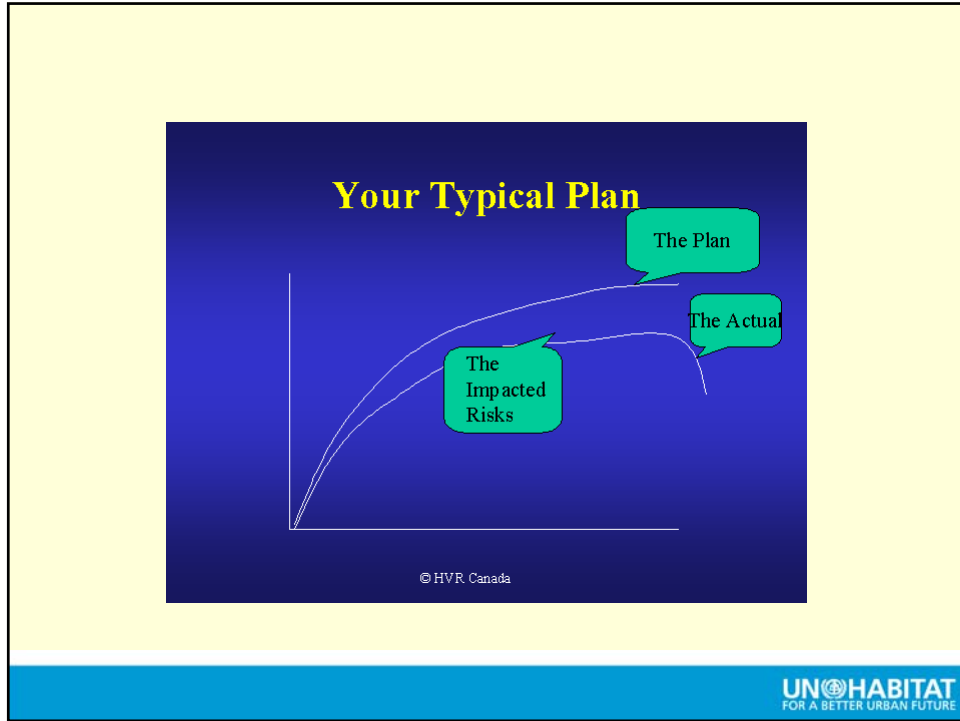 Your Typical Plan
The Plan
The Actual
The
Impacted
Risks
© HVR Canada
UN HABITAT
FOR A BETTER URBAN FUTURE